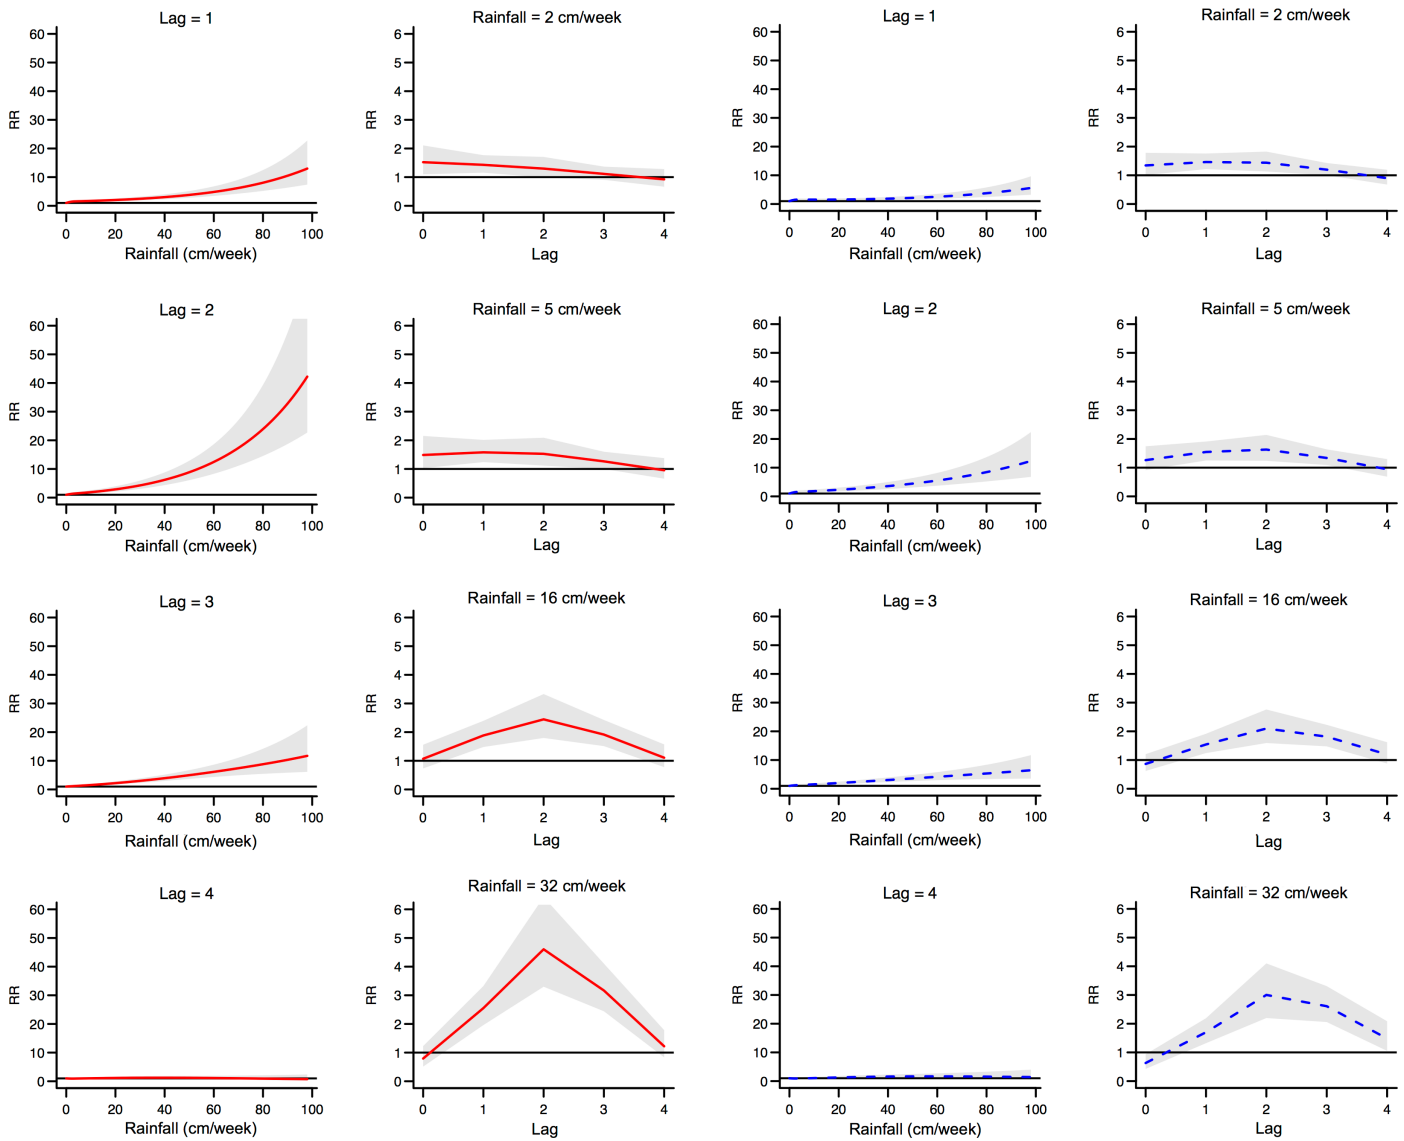 Lag = 1
RR
60
50
40
30
20
10
0
0 20 40 60 80 100
Rainfall (cm/week)
Rainfall = 2 cm/week
RR
6
5
4
3
2
1
0
0 1 2 3 4
Lag
Lag = 1
RR
60
50
40
30
20
10
0
0 20 40 60 80 100
Rainfall (cm/week)
Rainfall = 2 cm/week
RR
6
5
4
3
2
1
0
0 1 2 3 4
Lag
Lag = 2
RR
60
50
40
30
20
10
0
0 20 40 60 80 100
Rainfall (cm/week)
Rainfall = 5 cm/week
RR
6
5
4
3
2
1
0
0 1 2 3 4
Lag
Lag = 2
RR
60
50
40
30
20
10
0
0 20 40 60 80 100
Rainfall (cm/week)
Rainfall = 5 cm/week
RR
6
5
4
3
2
1
0
0 1 2 3 4
Lag
Lag = 3
RR
60
50
40
30
20
10
0
0 20 40 60 80 100
Rainfall (cm/week)
Rainfall = 16 cm/week
RR
6
5
4
3
2
1
0
0 1 2 3 4
Lag
Lag = 3
RR
60
50
40
30
20
10
0
0 20 40 60 80 100
Rainfall (cm/week)
Rainfall = 16 cm/week
RR
6
5
4
3
2
1
0
0 1 2 3 4
Lag
Lag = 4
RR
60
50
40
30
20
10
0
0 20 40 60 80 100
Rainfall (cm/week)
Rainfall = 32 cm/week
RR
6
5
4
3
2
1
0
0 1 2 3 4
Lag
Lag = 4
RR
60
50
40
30
20
10
0
0 20 40 60 80 100
Rainfall (cm/week)
Rainfall = 32 cm/week
RR
6
5
4
3
2
1
0
0 1 2 3 4
Lag